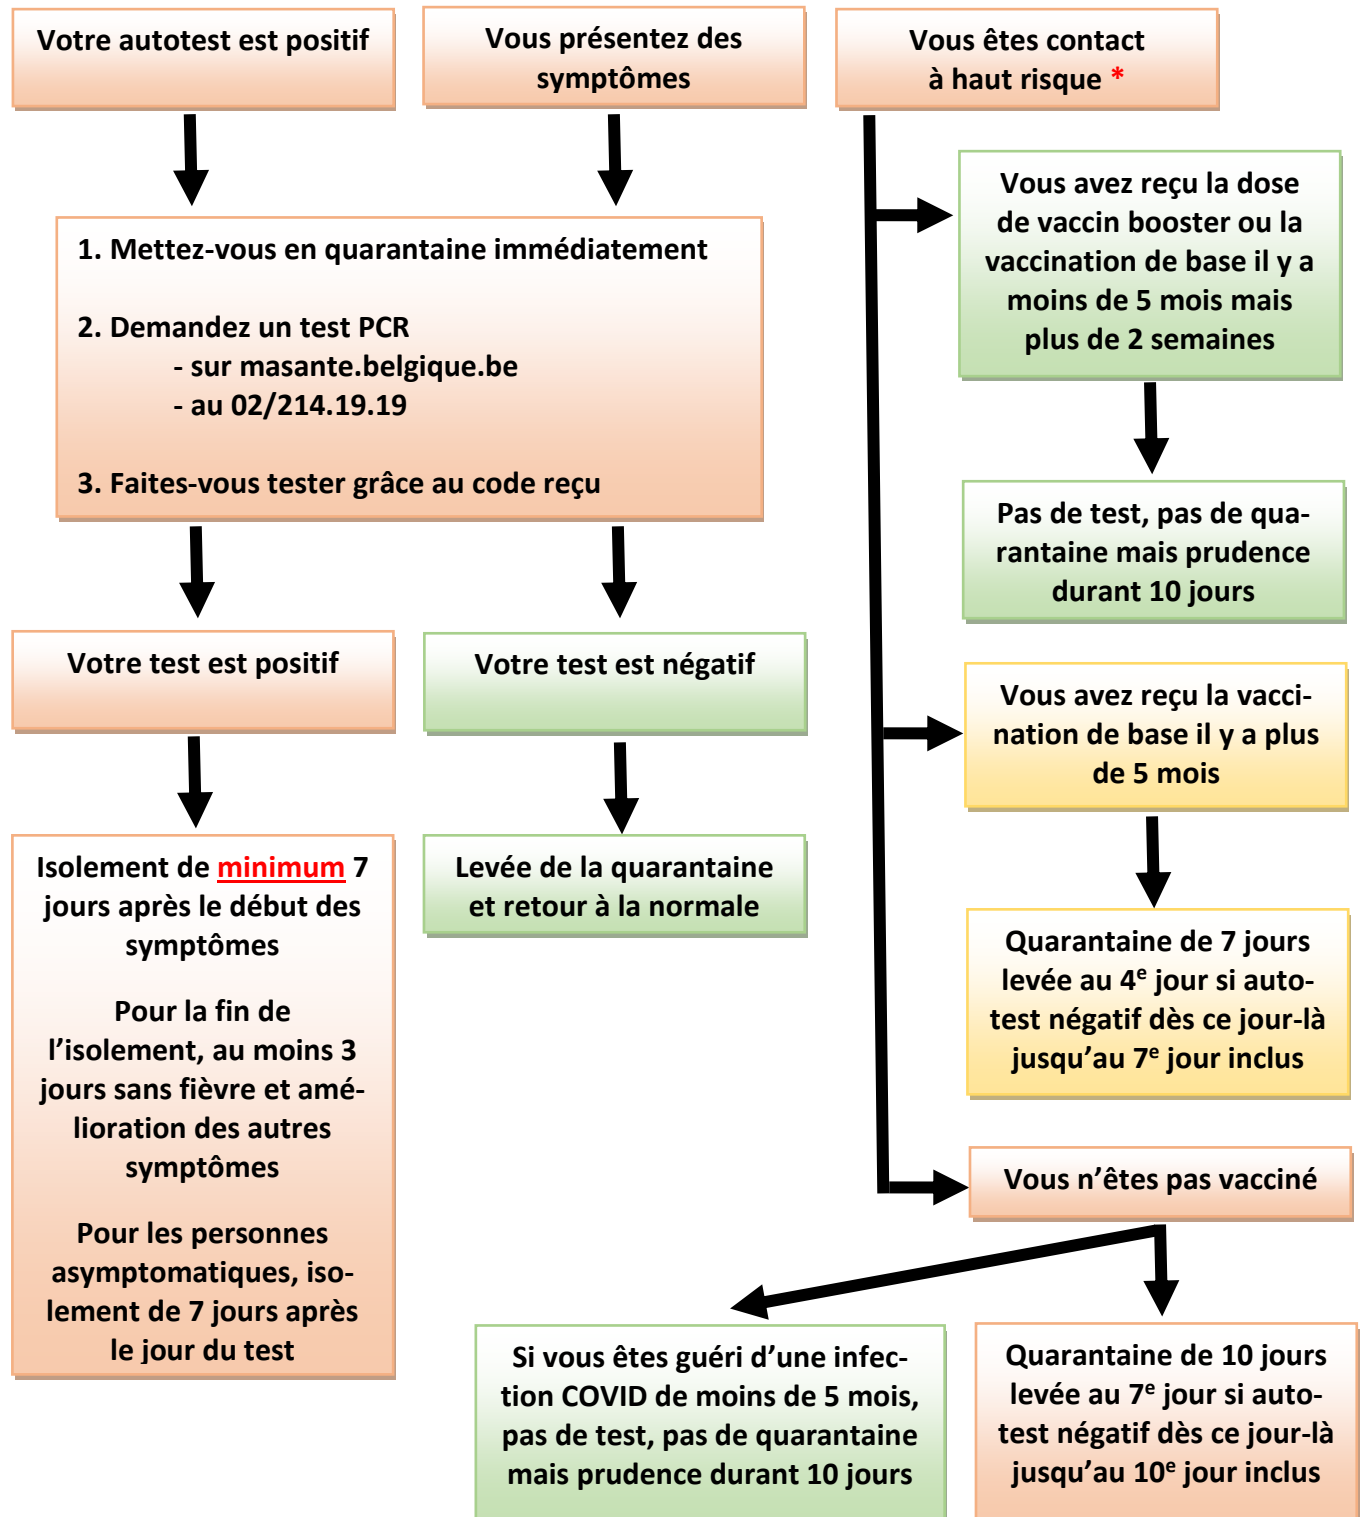 Votre autotest est positif
Vous présentez des
symptômes
Vous êtes contact
à haut risque *
1. Mettez-vous en quarantaine immédiatement
2. Demandez un test PCR
- sur masante.belgique.be
- au 02/214.19.19
3. Faites-vous tester grâce au code reçu
Votre test est positif
Votre test est négatif
Isolement de minimum 7
jours après le début des
symptômes
Pour la fin de
l’isolement, au moins 3
jours sans fièvre et amé-
lioration des autres
symptômes
Pour les personnes
asymptomatiques, iso-
lement de 7 jours après
le jour du test
Levée de la quarantaine
et retour à la normale
Vous avez reçu la dose
de vaccin booster ou la
vaccination de base il y a
moins de 5 mois mais
plus de 2 semaines
Pas de test, pas de qua-
rantaine mais prudence
durant 10 jours
Vous avez reçu la vacci-
nation de base il y a plus
de 5 mois
Quarantaine de 7 jours
levée au 4e jour si auto-
test négatif dès ce jour-là
jusqu’au 7e jour inclus
Vous n’êtes pas vacciné
Si vous êtes guéri d’une infec-
tion COVID de moins de 5 mois,
pas de test, pas de quarantaine
mais prudence durant 10 jours
Quarantaine de 10 jours
levée au 7e jour si auto-
test négatif dès ce jour-là
jusqu’au 10e jour inclus